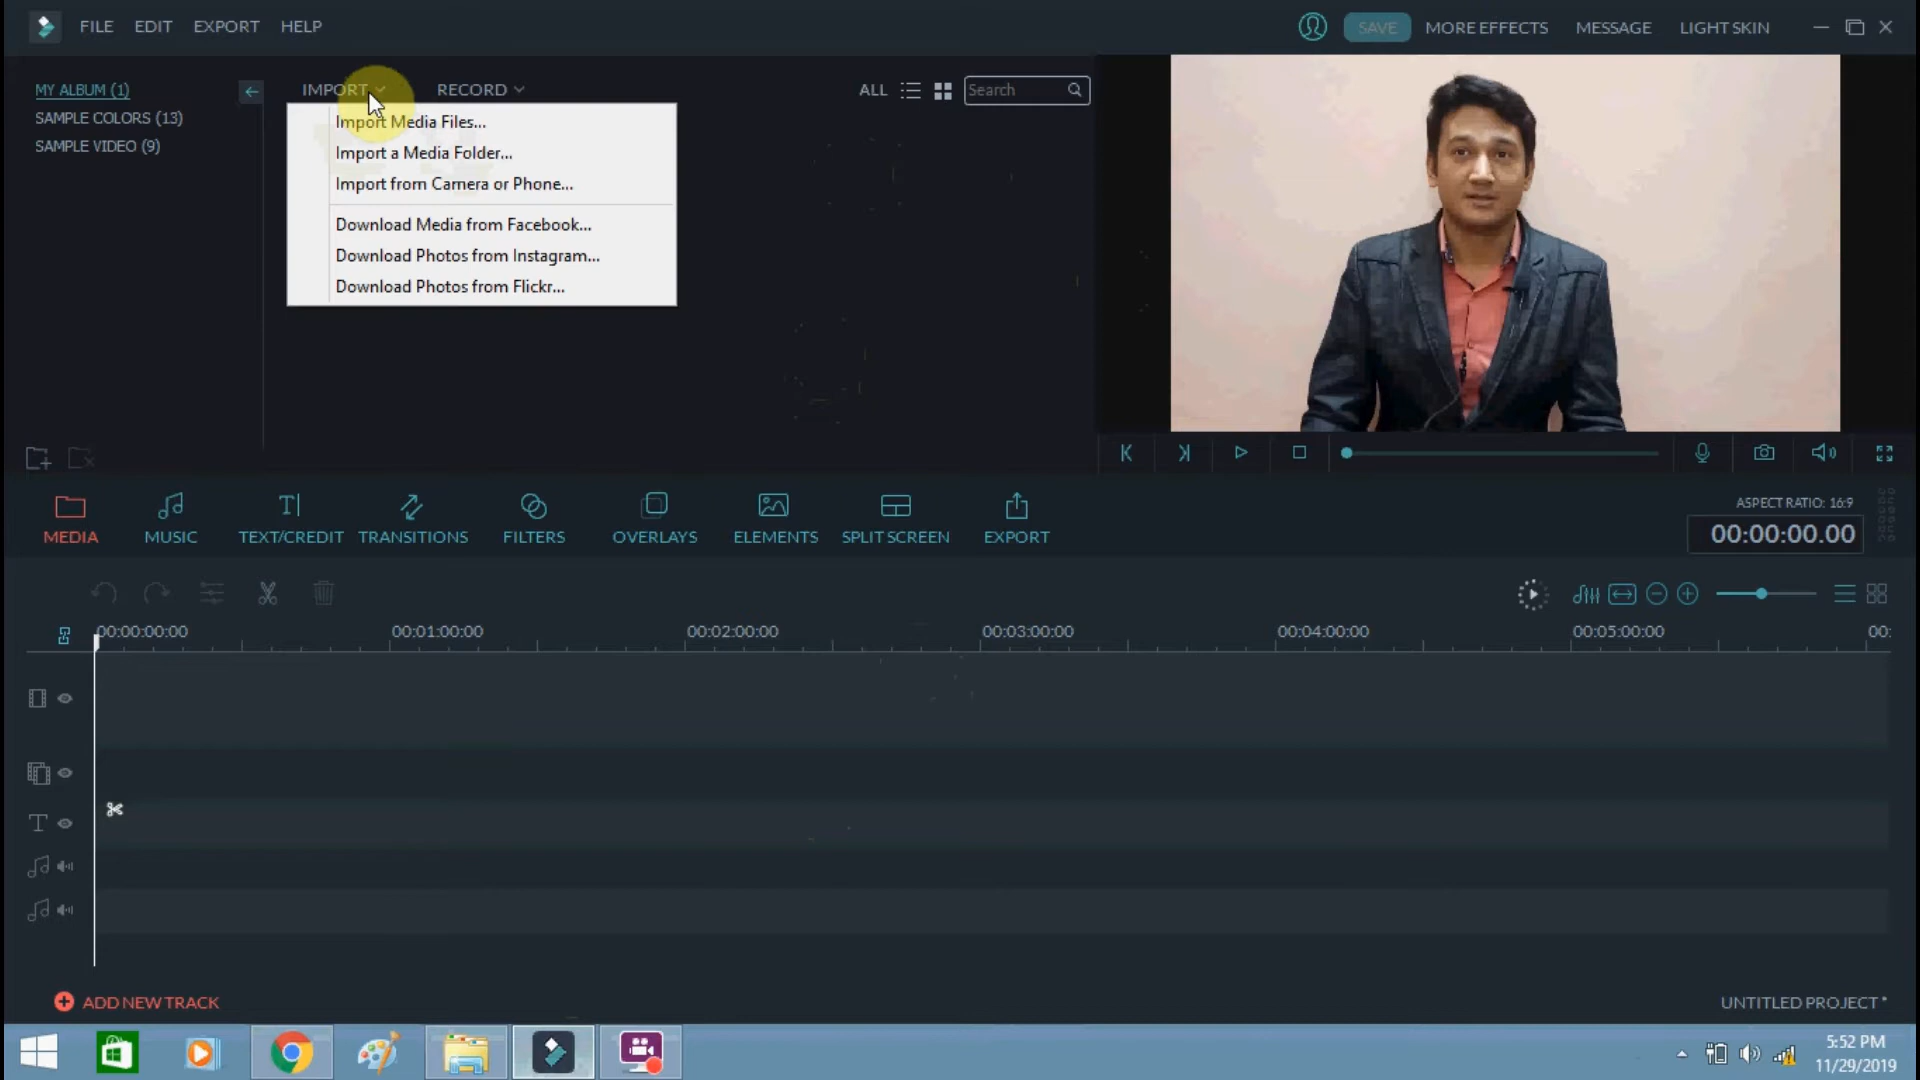 FILE EDIT EXPORT HELP
SAVE MORE EFFECTS MESSAGE LIGHT SKIN
MY ALBUM (1)
SAMPLE COLORS (13)
SAMPLE VIDEO (9)
IMPORT RECORD ALL Search
Import Media Files...
Import a Media Folder...
Import from Camera or Phone...
Download Media from Facebook...
Download Photos from Instagram...
Download Photos from Flickr...
MEDIA MUSIC TEXT/CREDIT TRANSITIONS FILTERS OVERLAYS ELEMENTS SPLIT SCREEN EXPORT
ASPECT RATIO: 16:9
00:00:00.00
00:00:00:00 00:01:00:00 00:02:00:00 00:03:00:00 00:04:00:00 00:05:00:00 00:
ADD NEW TRACK
UNTITLED PROJECT *
5:52 PM
11/29/2019